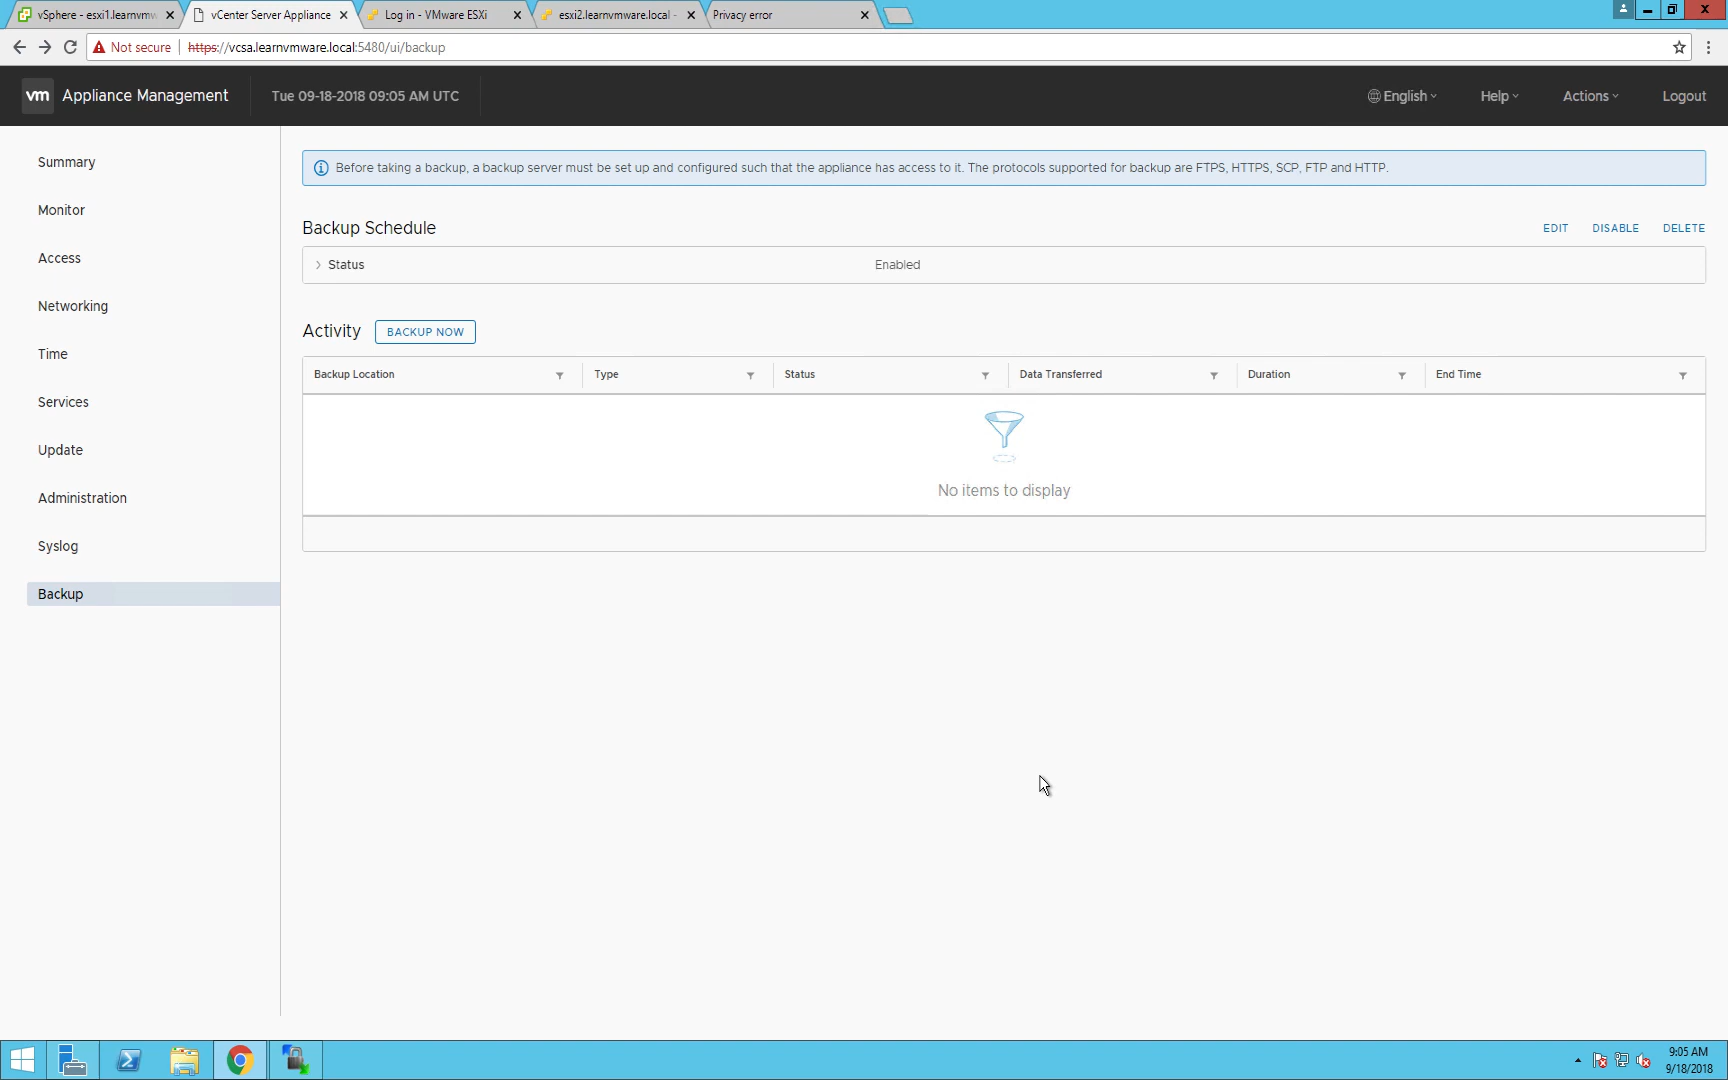 vSphere - esxi1.learnvmw
vCenter Server Appliance
Log in - VMware ESXi
esxi2.learnvmware.local -
Privacy error
Not secure
https://vcsa.learnvmware.local:5480/ui/backup
vm
Appliance Management
Tue 09-18-2018 09:05 AM UTC
English
Help
Actions
Logout
Summary
Monitor
Access
Networking
Time
Services
Update
Administration
Syslog
Backup
Before taking a backup, a backup server must be set up and configured such that the appliance has access to it. The protocols supported for backup are FTPS, HTTPS, SCP, FTP and HTTP.
Backup Schedule
EDIT
DISABLE
DELETE
Status
Enabled
Activity
BACKUP NOW
Backup Location
Type
Status
Data Transferred
Duration
End Time
No items to display
9:05 AM
9/18/2018